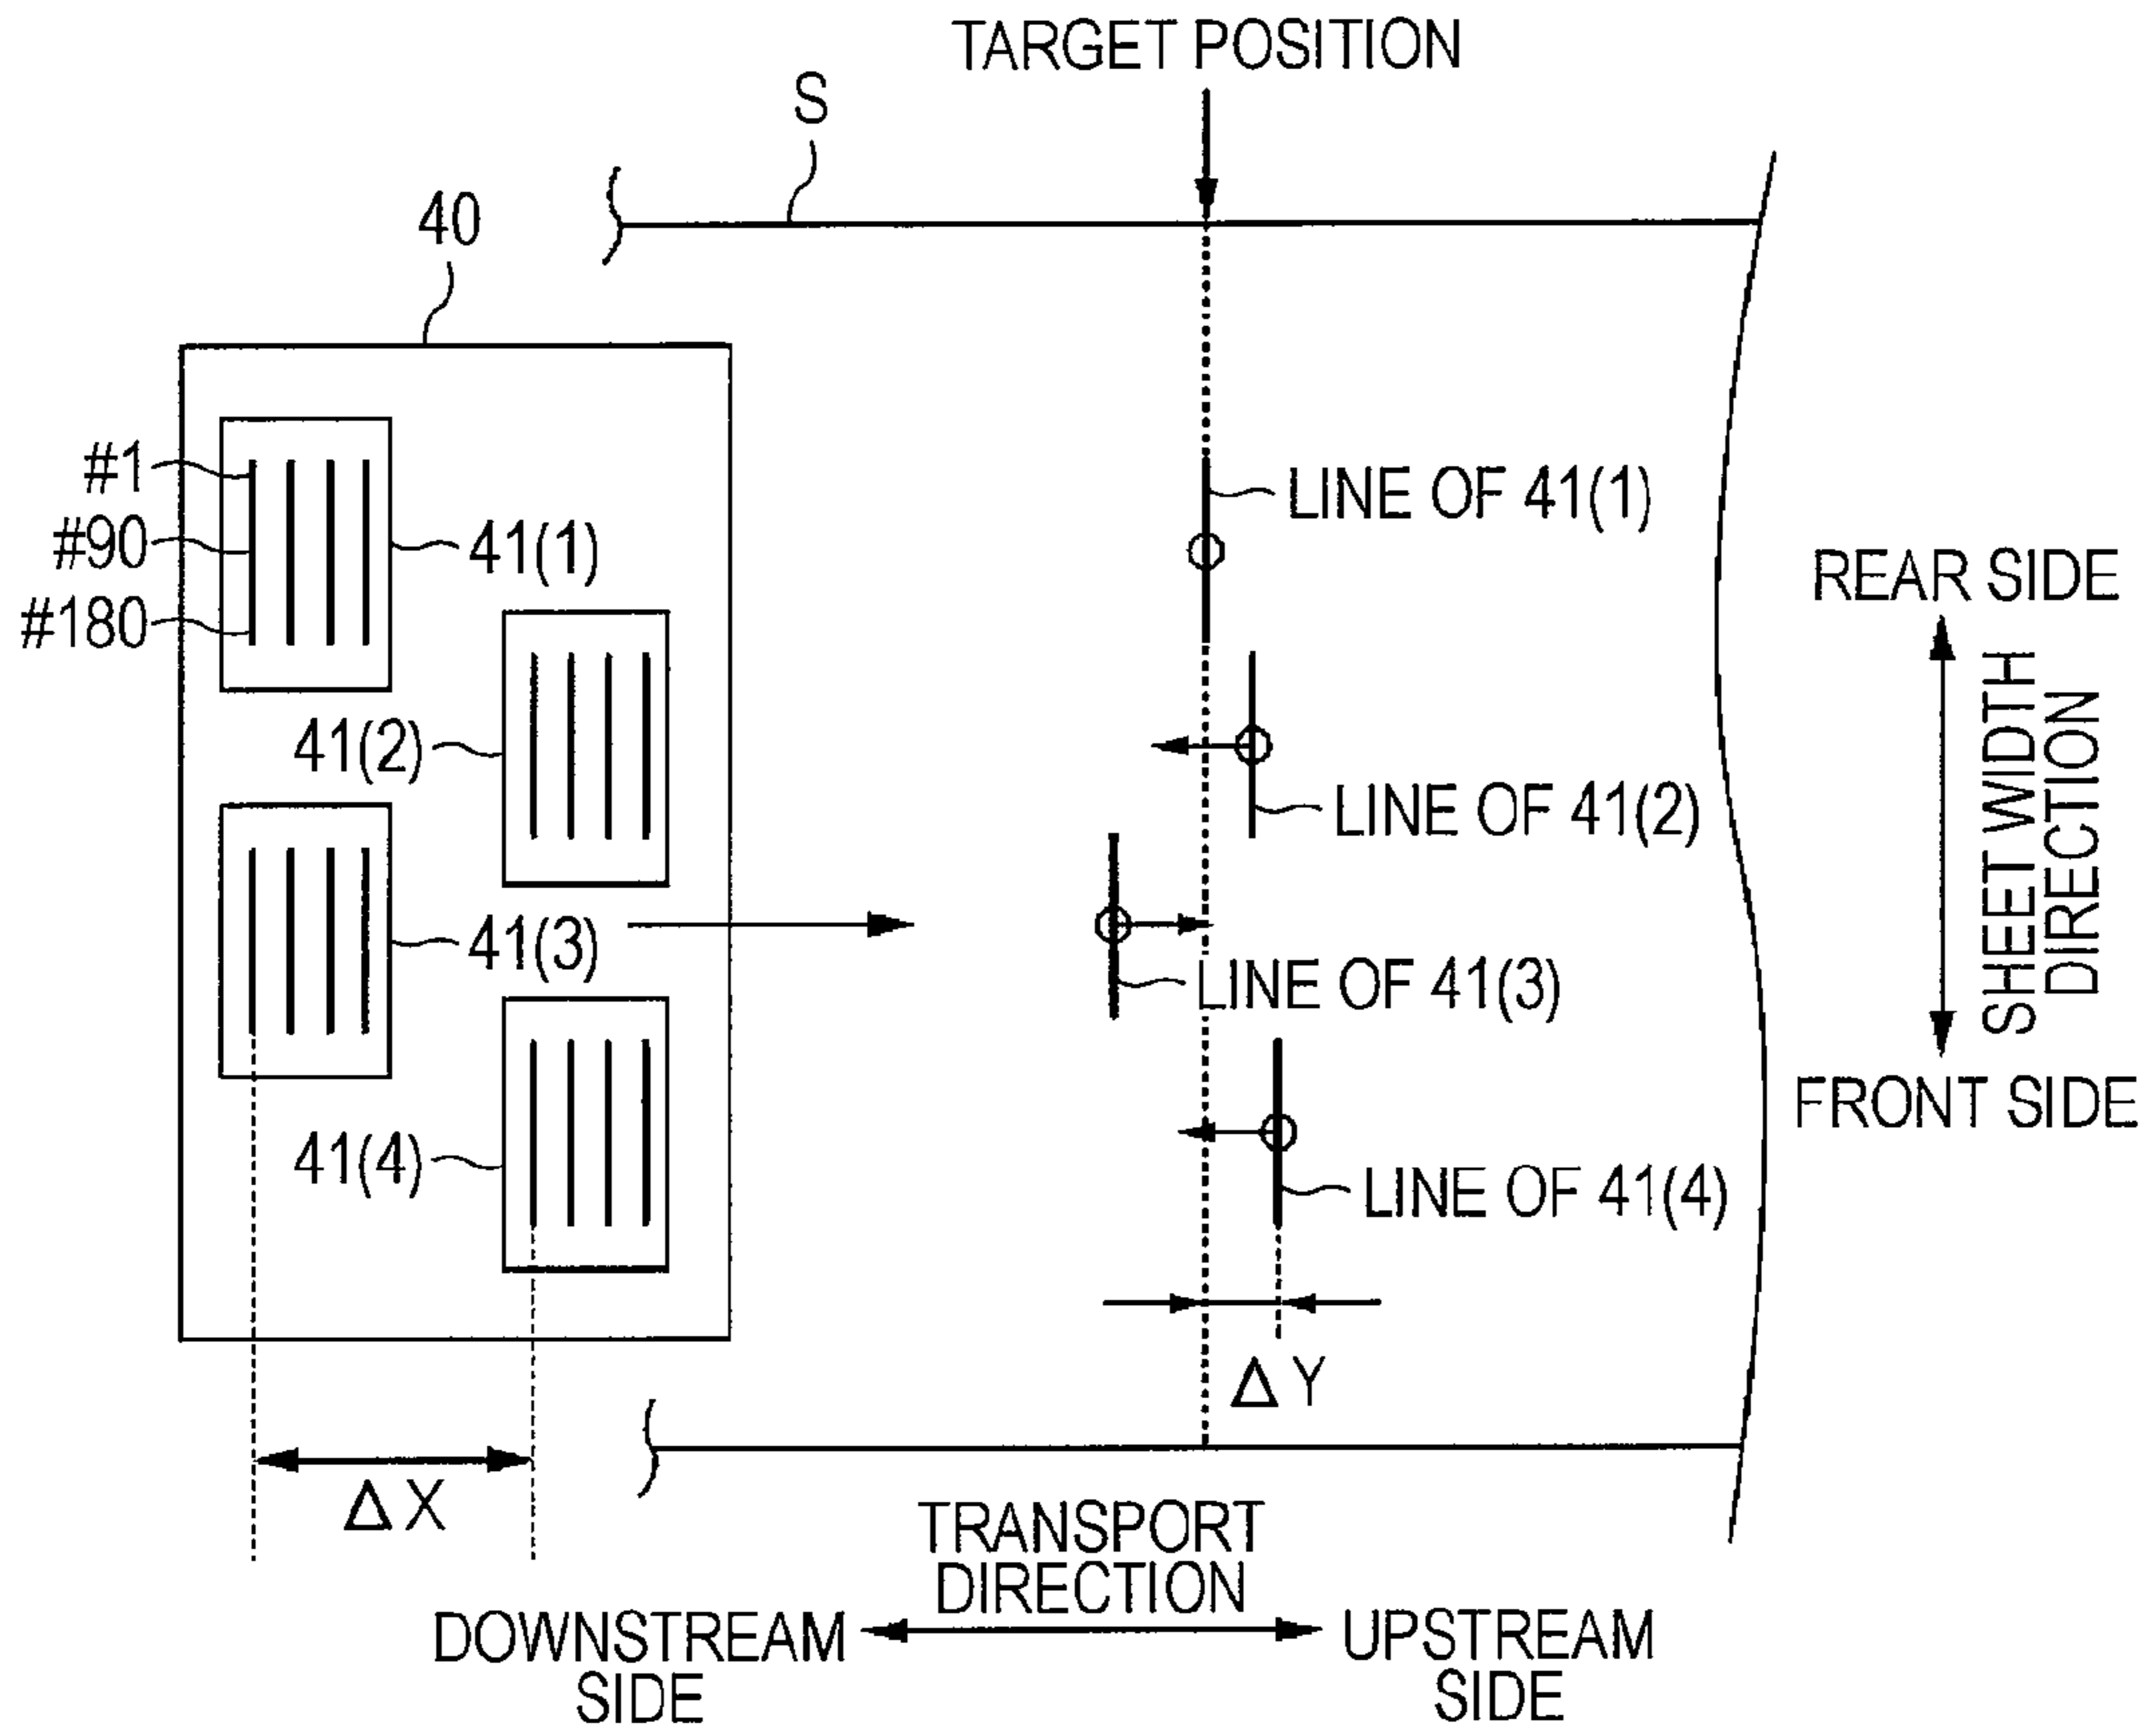 TARGET POSITION
S
40
#1
#90
#180
41(1)
41(2)
41(3)
41(4)
LINE OF 41(1)
LINE OF 41(2)
LINE OF 41(3)
LINE OF 41(4)
REAR SIDE
SHEET WIDTH
DIRECTION
FRONT SIDE
ΔY
ΔX
TRANSPORT
DIRECTION
DOWNSTREAM
SIDE
UPSTREAM
SIDE